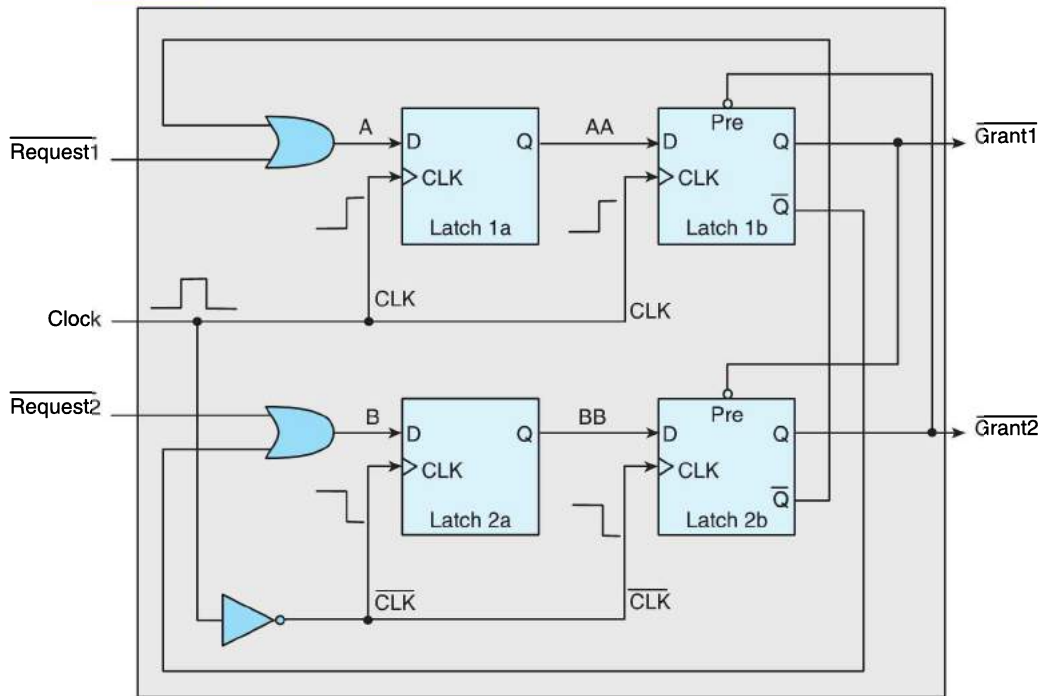 Pre
A
AA
D
Q
D
Q
Grant1
Request1
CLK
CLK
Q
Latch 1a
Latch 1b
CLK
CLK
Clock
Request2
Pre
B
BB
D
Q
D
Q
Grant2
CLK
CLK
Q
Latch 2a
Latch 2b
CLK
CLK